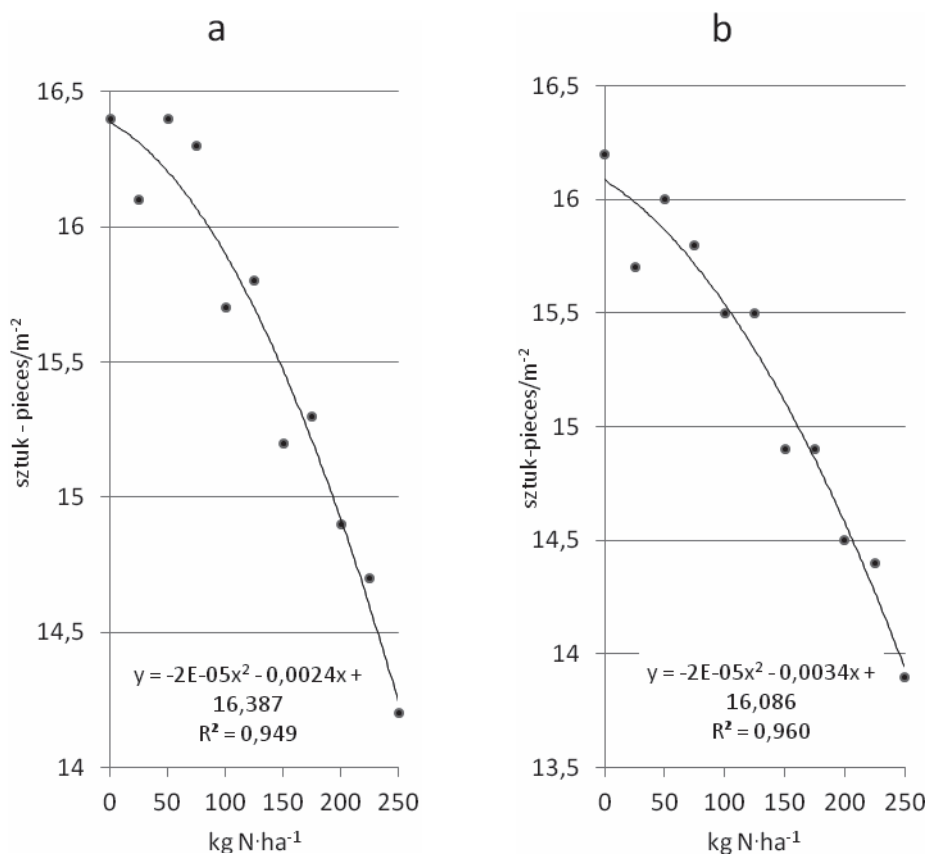 a
16,5
16
15,5
15
14,5
14
sztuk - pieces/m⁻²
y = -2E-05x² - 0,0024x +
16,387
R² = 0,949
0 50 100 150 200 250
kg N·ha⁻¹
b
16,5
16
15,5
15
14,5
14
13,5
sztuk-pieces/m⁻²
y = -2E-05x² - 0,0034x +
16,086
R² = 0,960
0 50 100 150 200 250
kg N·ha⁻¹